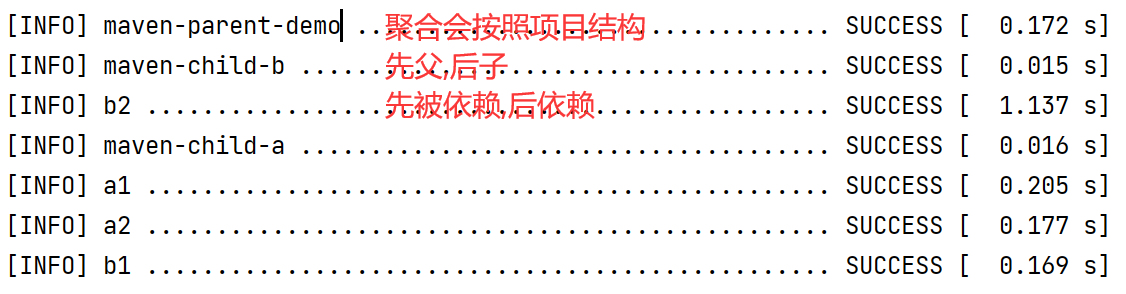 [INFO] maven-parent-demo ................................... SUCCESS [  0.172 s]
聚合会按照项目结构
[INFO] maven-child-b ....................................... SUCCESS [  0.015 s]
先父,后子
[INFO] b2 .................................................. SUCCESS [  1.137 s]
先被依赖,后依赖
[INFO] maven-child-a ....................................... SUCCESS [  0.016 s]
[INFO] a1 .................................................. SUCCESS [  0.205 s]
[INFO] a2 .................................................. SUCCESS [  0.177 s]
[INFO] b1 .................................................. SUCCESS [  0.169 s]